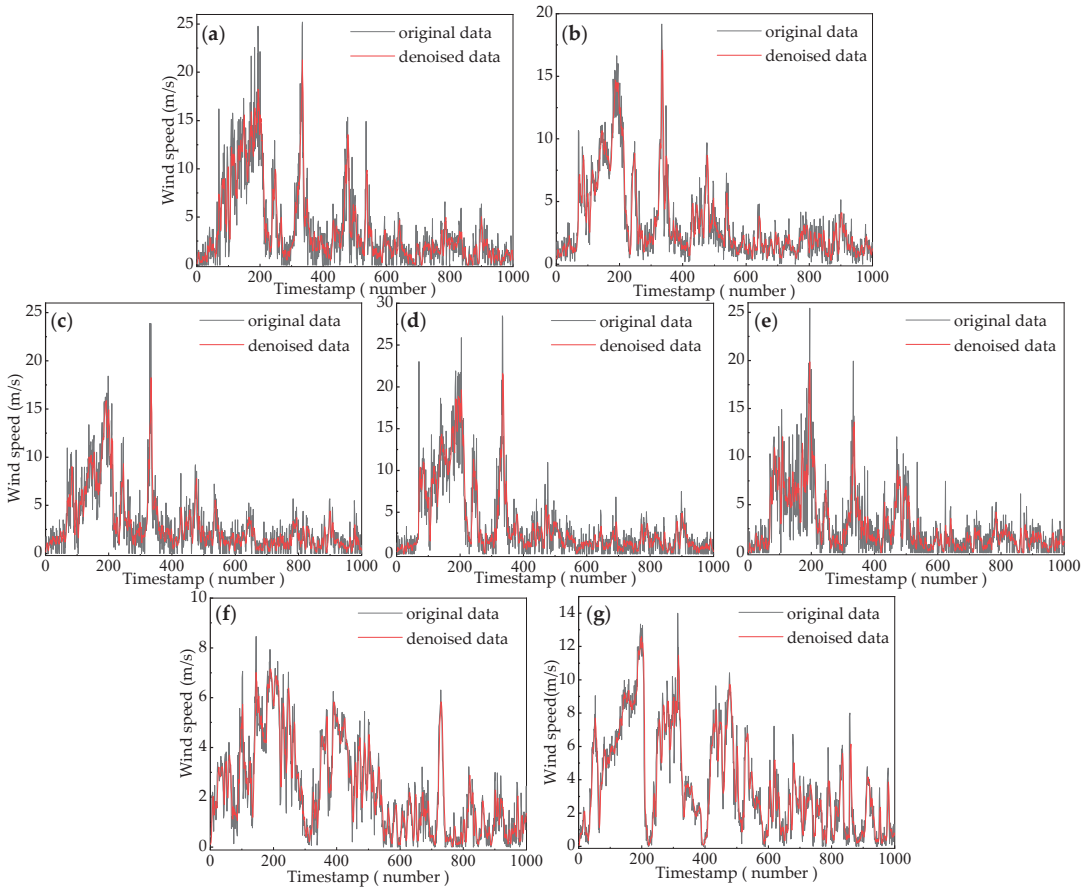 (a)
original data
denoised data
Wind speed (m/s)
25
20
15
10
5
0
0 200 400 600 800 1000
Timestamp ( number )
(b)
original data
denoised data
20
15
10
5
0
0 200 400 600 800 1000
Timestamp ( number )
(c)
original data
denoised data
Wind speed (m/s)
25
20
15
10
5
0
0 200 400 600 800 1000
Timestamp ( number )
(d)
original data
denoised data
30
25
20
15
10
5
0
0 200 400 600 800 1000
Timestamp ( number )
(e)
original data
denoised data
Wind speed (m/s)
25
20
15
10
5
0
0 200 400 600 800 1000
Timestamp ( number )
(f)
original data
denoised data
Wind speed (m/s)
10
8
6
4
2
0
0 200 400 600 800 1000
Timestamp ( number )
(g)
original data
denoised data
Wind speed(m/s)
14
12
10
8
6
4
2
0
0 200 400 600 800 1000
Timestamp ( number )